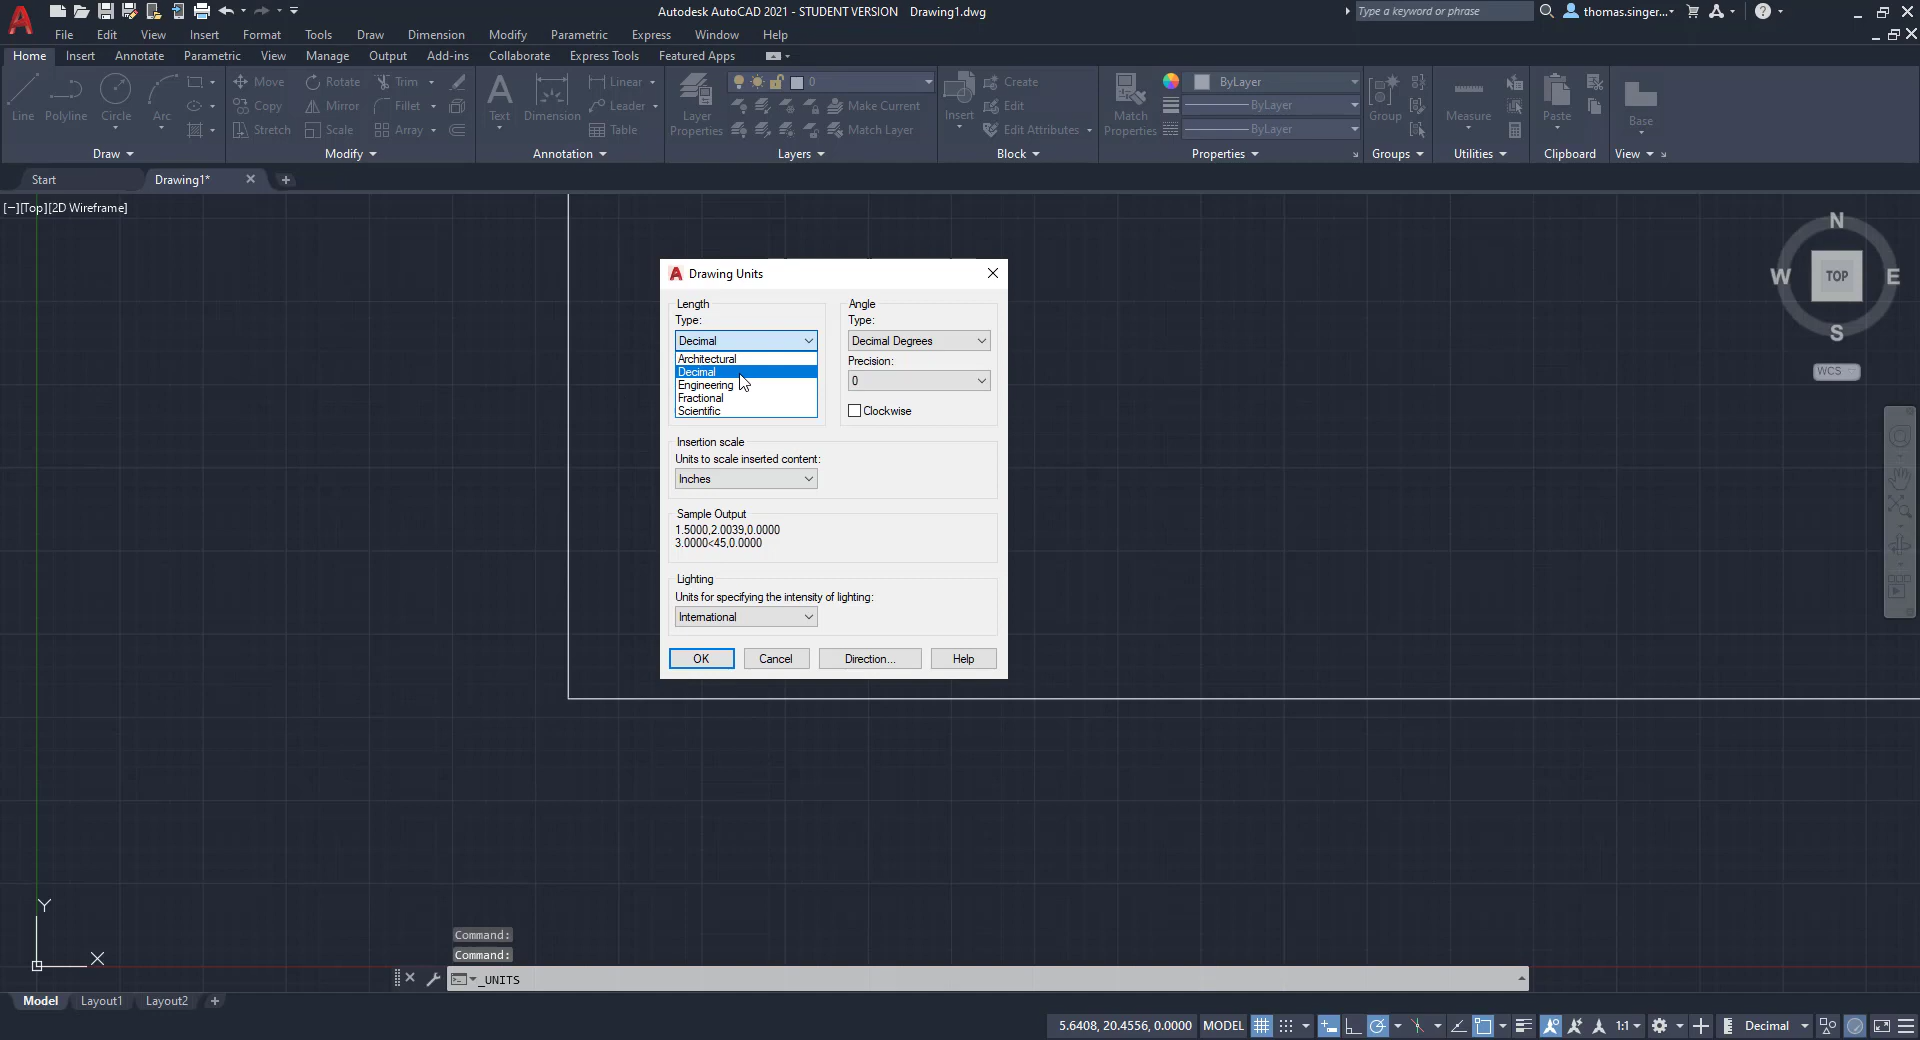 Autodesk AutoCAD 2021 - STUDENT VERSION Drawing1.dwg
Type a keyword or phrase
thomas.singer...
File Edit View Insert Format Tools Draw Dimension Modify Parametric Express Window Help
Home Insert Annotate Parametric View Manage Output Add-ins Collaborate Express Tools Featured Apps
Line
Polyline
Circle
Arc
Draw
Move
Rotate
Trim
Copy
Mirror
Fillet
Stretch
Scale
Array
Modify
Text
Dimension
Linear
Leader
Table
Annotation
Layer
Properties
0
Make Current
Match Layer
Layers
Insert
Create
Edit
Edit Attributes
Block
Match
Properties
ByLayer
ByLayer
ByLayer
Properties
Group
Groups
Measure
Utilities
Paste
Clipboard
Base
View
Start
Drawing1*
[−][Top][2D Wireframe]
N
W
TOP
E
S
WCS
Drawing Units
Length
Type:
Decimal
Architectural
Decimal
Engineering
Fractional
Scientific
Angle
Type:
Decimal Degrees
Precision:
0
Clockwise
Insertion scale
Units to scale inserted content:
Inches
Sample Output
1.5000,2.0039,0.0000
3.0000<45,0.0000
Lighting
Units for specifying the intensity of lighting:
International
OK
Cancel
Direction...
Help
Y
X
Command:
Command:
_UNITS
Model
Layout1
Layout2
5.6408, 20.4556, 0.0000
MODEL
1:1
Decimal